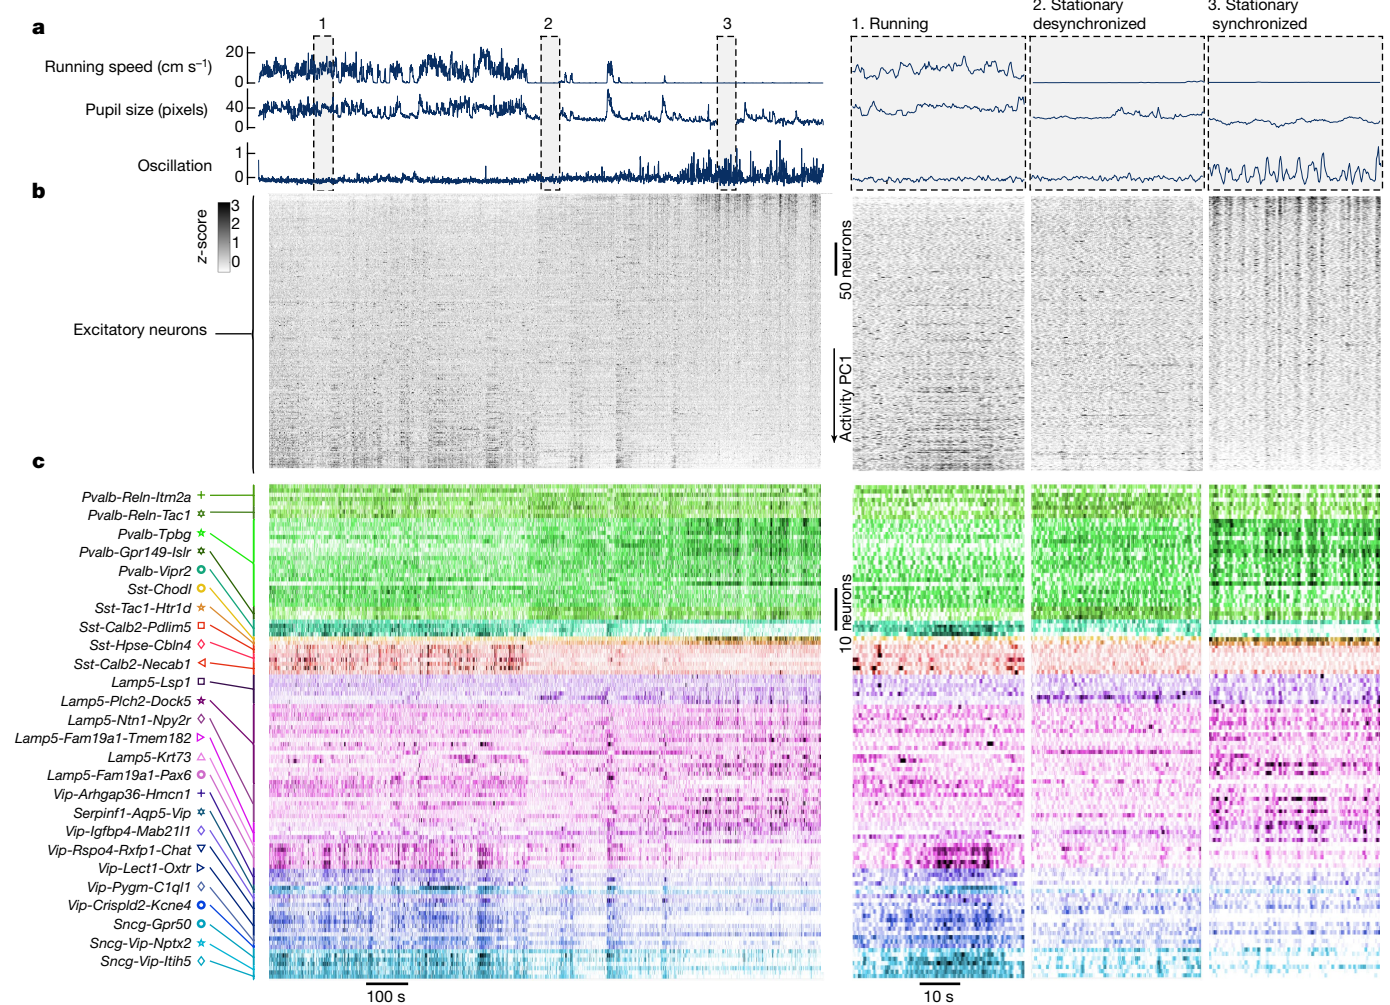 a
1
2
3
1. Running
2. Stationary
desynchronized
3. Stationary
synchronized
Running speed (cm s⁻¹)
20
0
Pupil size (pixels)
40
0
Oscillation
1
0
b
z-score
3
2
1
0
Excitatory neurons
50 neurons
Activity PC1
c
Pvalb-Reln-Itm2a
Pvalb-Reln-Tac1
Pvalb-Tpbg
Pvalb-Gpr149-Islr
Pvalb-Vipr2
Sst-Chodl
Sst-Tac1-Htr1d
Sst-Calb2-Pdlim5
Sst-Hpse-Cbln4
Sst-Calb2-Necab1
Lamp5-Lsp1
Lamp5-Plch2-Dock5
Lamp5-Ntn1-Npy2r
Lamp5-Fam19a1-Tmem182
Lamp5-Krt73
Lamp5-Fam19a1-Pax6
Vip-Arhgap36-Hmcn1
Serpinf1-Aqp5-Vip
Vip-Igfbp4-Mab21l1
Vip-Rspo4-Rxfp1-Chat
Vip-Lect1-Oxtr
Vip-Pygm-C1ql1
Vip-Crispld2-Kcne4
Sncg-Gpr50
Sncg-Vip-Nptx2
Sncg-Vip-Itih5
10 neurons
100 s
10 s